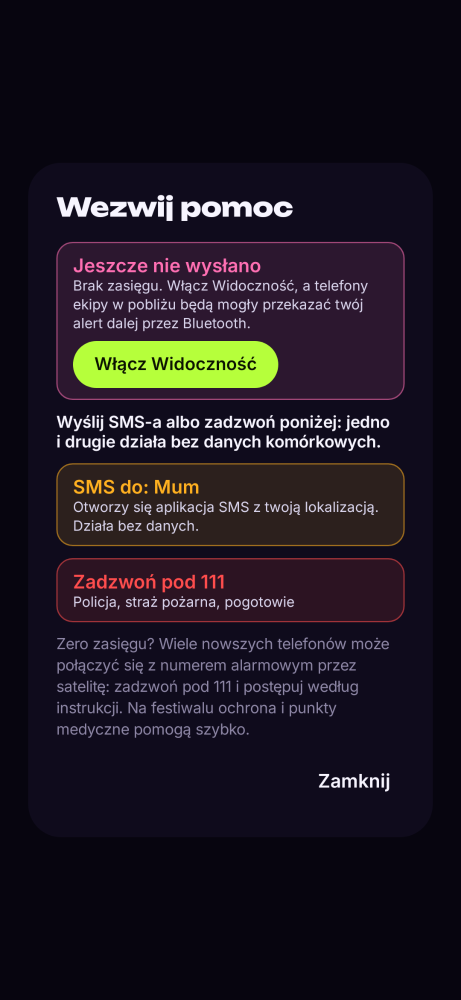 Wezwij pomoc
Jeszcze nie wysłano
Brak zasięgu. Włącz Widoczność, a telefony
ekipy w pobliżu będą mogły przekazać twój
alert dalej przez Bluetooth.
Włącz Widoczność
Wyślij SMS-a albo zadzwoń poniżej: jedno
i drugie działa bez danych komórkowych.
SMS do: Mum
Otworzy się aplikacja SMS z twoją lokalizacją.
Działa bez danych.
Zadzwoń pod 111
Policja, straż pożarna, pogotowie
Zero zasięgu? Wiele nowszych telefonów może
połączyć się z numerem alarmowym przez
satelitę: zadzwoń pod 111 i postępuj według
instrukcji. Na festiwalu ochrona i punkty
medyczne pomogą szybko.
Zamknij